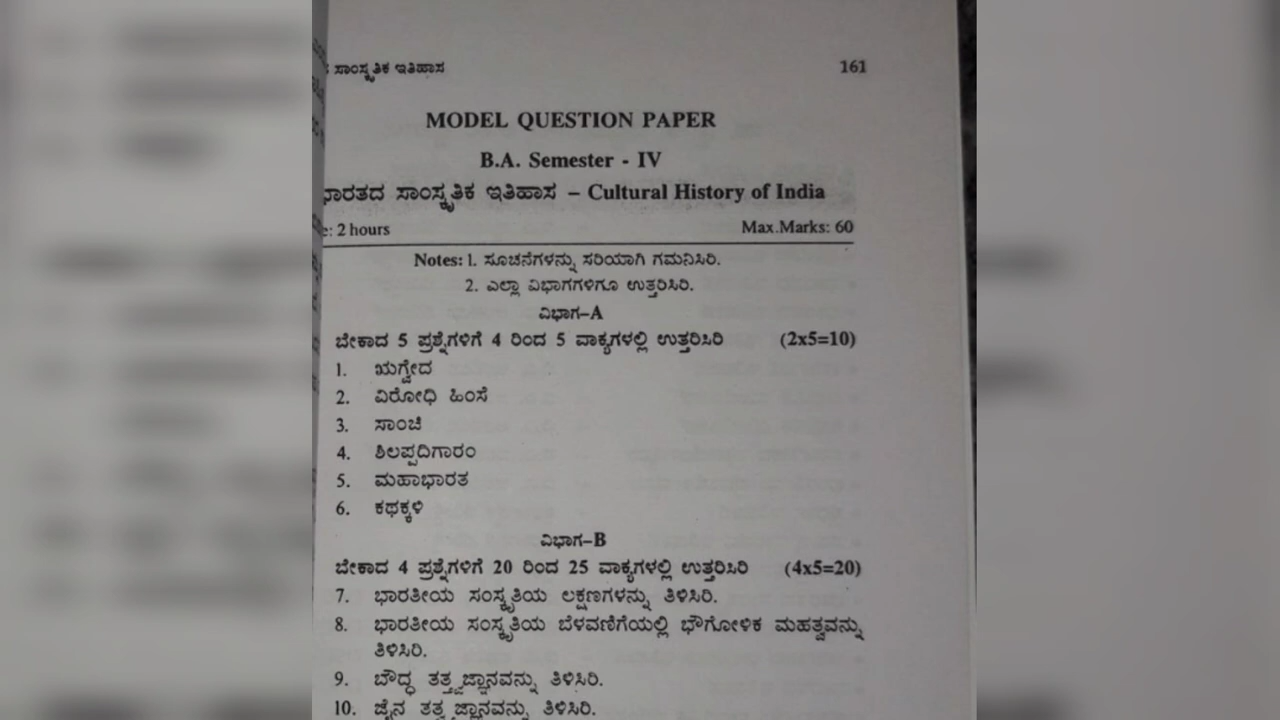 ಸಾಂಸ್ಕೃತಿಕ ಇತಿಹಾಸ 161
MODEL QUESTION PAPER
B.A. Semester - IV
ಭಾರತದ ಸಾಂಸ್ಕೃತಿಕ ಇತಿಹಾಸ – Cultural History of India
e: 2 hours Max.Marks: 60
Notes: 1. ಸೂಚನೆಗಳನ್ನು ಸರಿಯಾಗಿ ಗಮನಿಸಿರಿ.
2. ಎಲ್ಲಾ ವಿಭಾಗಗಳಿಗೂ ಉತ್ತರಿಸಿರಿ.
ವಿಭಾಗ–A
ಬೇಕಾದ 5 ಪ್ರಶ್ನೆಗಳಿಗೆ 4 ರಿಂದ 5 ವಾಕ್ಯಗಳಲ್ಲಿ ಉತ್ತರಿಸಿರಿ (2x5=10)
1. ಋಗ್ವೇದ
2. ವಿರೋಧಿ ಹಿಂಸೆ
3. ಸಾಂಚಿ
4. ಶಿಲಪ್ಪದಿಗಾರಂ
5. ಮಹಾಭಾರತ
6. ಕಥಕ್ಕಳಿ
ವಿಭಾಗ–B
ಬೇಕಾದ 4 ಪ್ರಶ್ನೆಗಳಿಗೆ 20 ರಿಂದ 25 ವಾಕ್ಯಗಳಲ್ಲಿ ಉತ್ತರಿಸಿರಿ (4x5=20)
7. ಭಾರತೀಯ ಸಂಸ್ಕೃತಿಯ ಲಕ್ಷಣಗಳನ್ನು ತಿಳಿಸಿರಿ.
8. ಭಾರತೀಯ ಸಂಸ್ಕೃತಿಯ ಬೆಳವಣಿಗೆಯಲ್ಲಿ ಭೌಗೋಳಿಕ ಮಹತ್ವವನ್ನು
ತಿಳಿಸಿರಿ.
9. ಬೌದ್ಧ ತತ್ತ್ವಜ್ಞಾನವನ್ನು ತಿಳಿಸಿರಿ.
10. ಜೈನ ತತ್ವಜ್ಞಾನವನ್ನು ತಿಳಿಸಿರಿ.